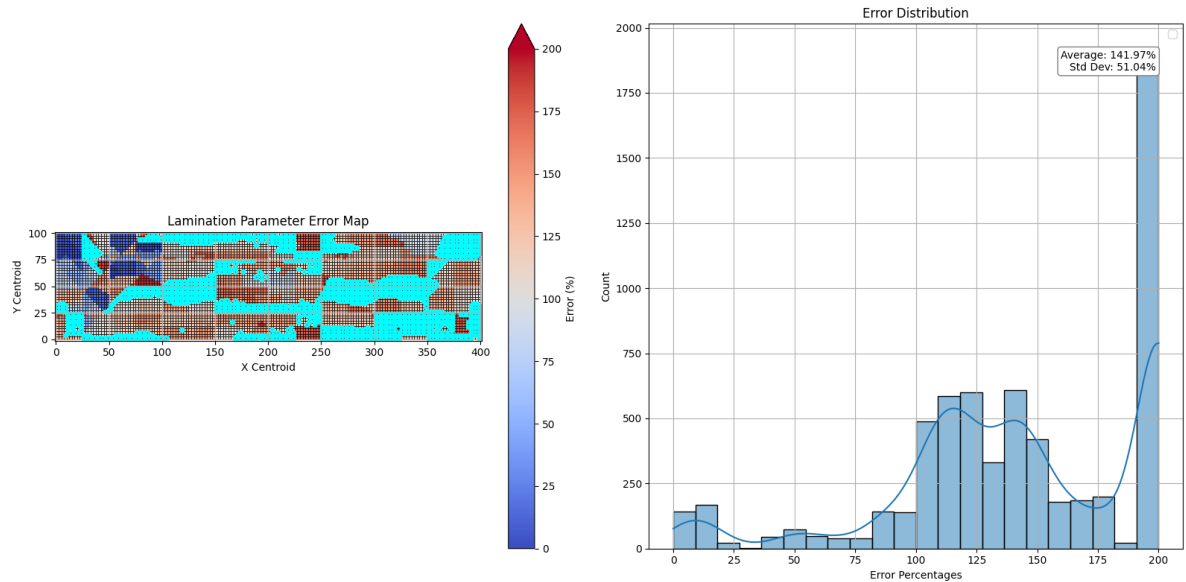 Lamination Parameter Error Map
100
75
50
25
0
Y Centroid
0 50 100 150 200 250 300 350 400
X Centroid
200
175
150
125
100
75
50
25
0
Error (%)
Error Distribution
Average: 141.97%
Std Dev: 51.04%
2000
1750
1500
1250
1000
750
500
250
0
Count
0 25 50 75 100 125 150 175 200
Error Percentages